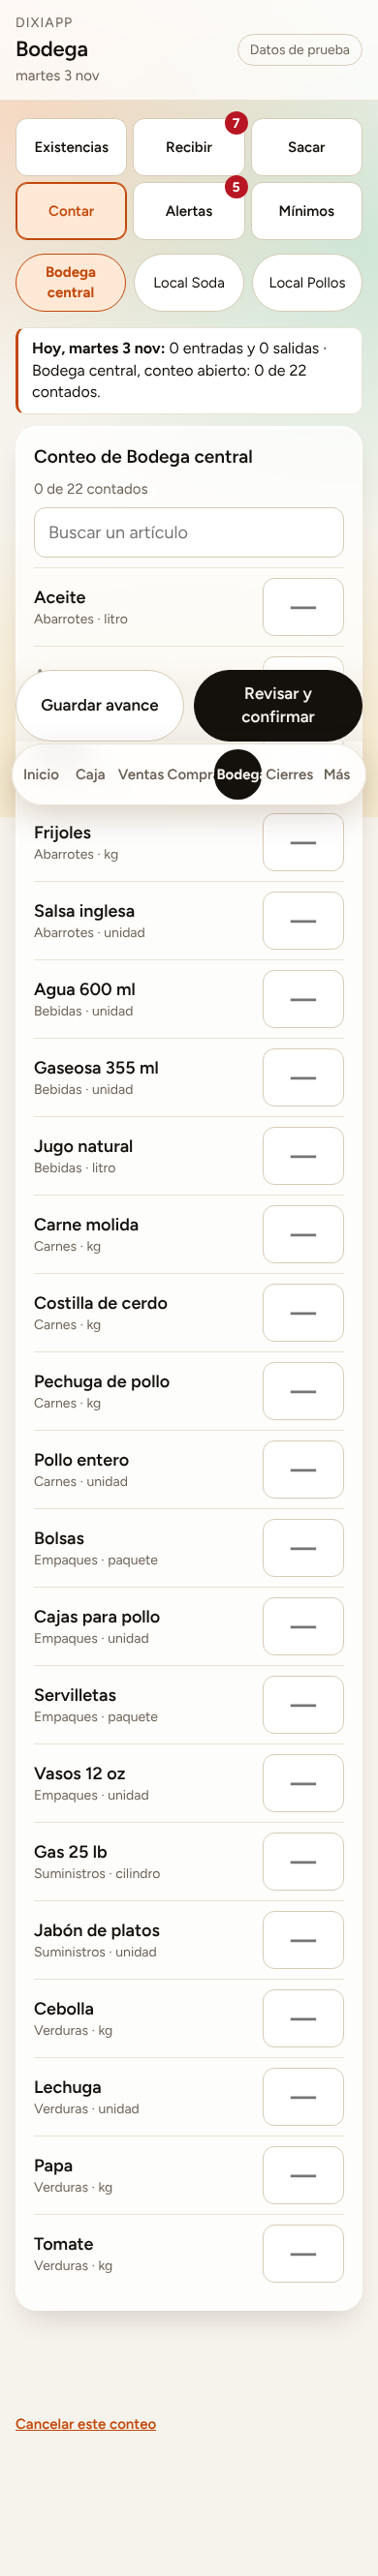 DIXIAPP
Bodega
martes 3 nov
Datos de prueba
Existencias
Recibir
7
Sacar
Contar
Alertas
5
Mínimos
Bodega
central
Local Soda
Local Pollos
Hoy, martes 3 nov: 0 entradas y 0 salidas ·
Bodega central, conteo abierto: 0 de 22
contados.
Conteo de Bodega central
0 de 22 contados
Buscar un artículo
Aceite
Abarrotes · litro
—
Guardar avance
Revisar y
confirmar
Inicio
Caja
Ventas
Bodega
Cierres
Más
Frijoles
Abarrotes · kg
—
Salsa inglesa
Abarrotes · unidad
—
Agua 600 ml
Bebidas · unidad
—
Gaseosa 355 ml
Bebidas · unidad
—
Jugo natural
Bebidas · litro
—
Carne molida
Carnes · kg
—
Costilla de cerdo
Carnes · kg
—
Pechuga de pollo
Carnes · kg
—
Pollo entero
Carnes · unidad
—
Bolsas
Empaques · paquete
—
Cajas para pollo
Empaques · unidad
—
Servilletas
Empaques · paquete
—
Vasos 12 oz
Empaques · unidad
—
Gas 25 lb
Suministros · cilindro
—
Jabón de platos
Suministros · unidad
—
Cebolla
Verduras · kg
—
Lechuga
Verduras · unidad
—
Papa
Verduras · kg
—
Tomate
Verduras · kg
—
Cancelar este conteo